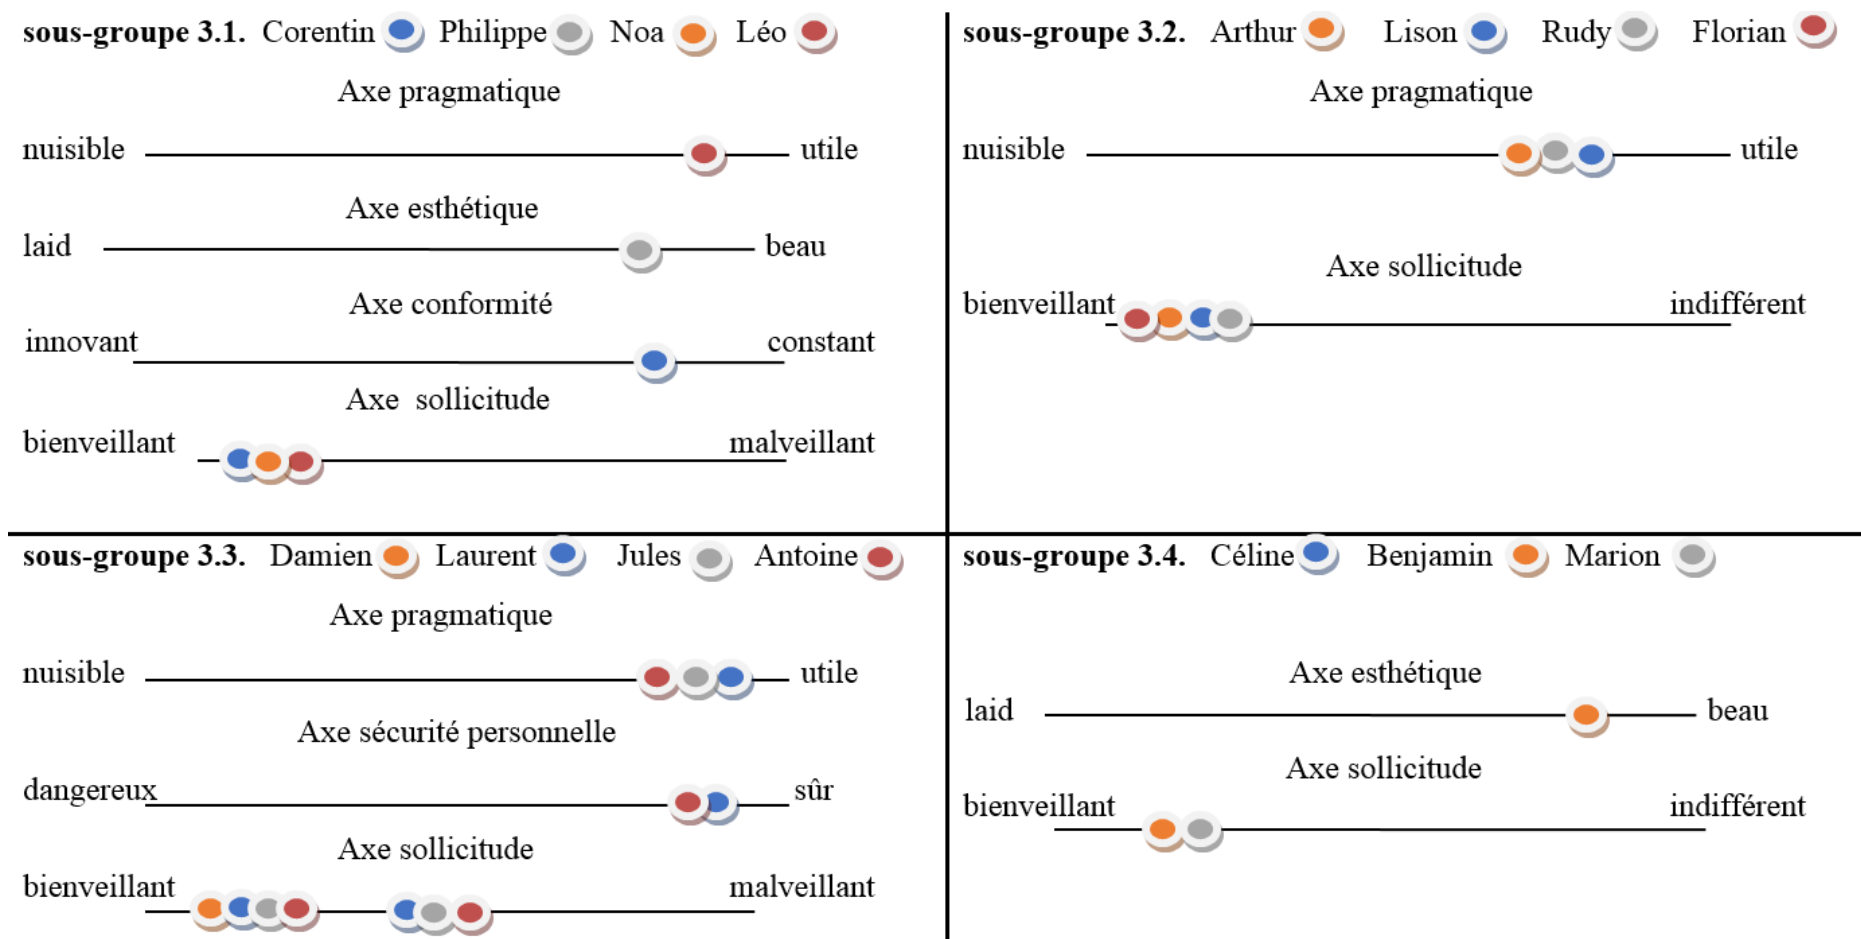 sous-groupe 3.1. Corentin Philippe Noa Léo
Axe pragmatique
nuisible utile
Axe esthétique
laid beau
Axe conformité
innovant constant
Axe sollicitude
bienveillant malveillant
sous-groupe 3.2. Arthur Lison Rudy Florian
Axe pragmatique
nuisible utile
Axe sollicitude
bienveillant indifférent
sous-groupe 3.3. Damien Laurent Jules Antoine
Axe pragmatique
nuisible utile
Axe sécurité personnelle
dangereux sûr
Axe sollicitude
bienveillant malveillant
sous-groupe 3.4. Céline Benjamin Marion
Axe esthétique
laid beau
Axe sollicitude
bienveillant indifférent